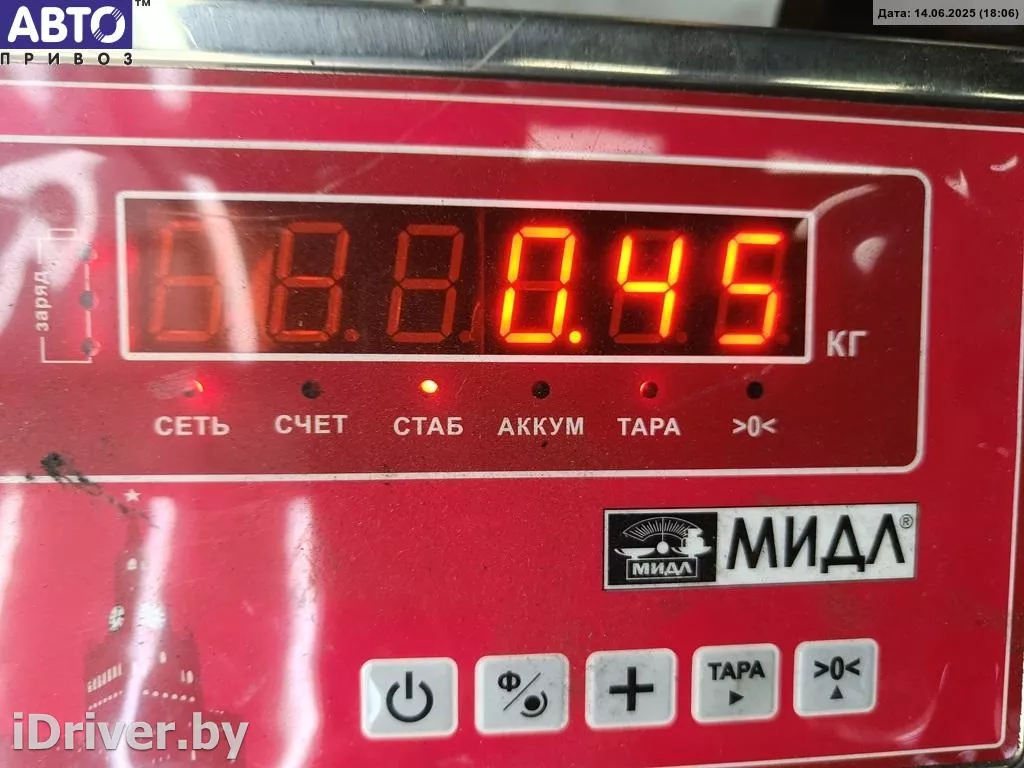 АВТО™
ПРИВОЗ
Дата: 14.06.2025 (18:06)
заряд
0.45
КГ
СЕТЬ СЧЕТ СТАБ АККУМ ТАРА >0<
МИДЛ
МИДЛ®
Ф ТАРА >0<
iDriver.by